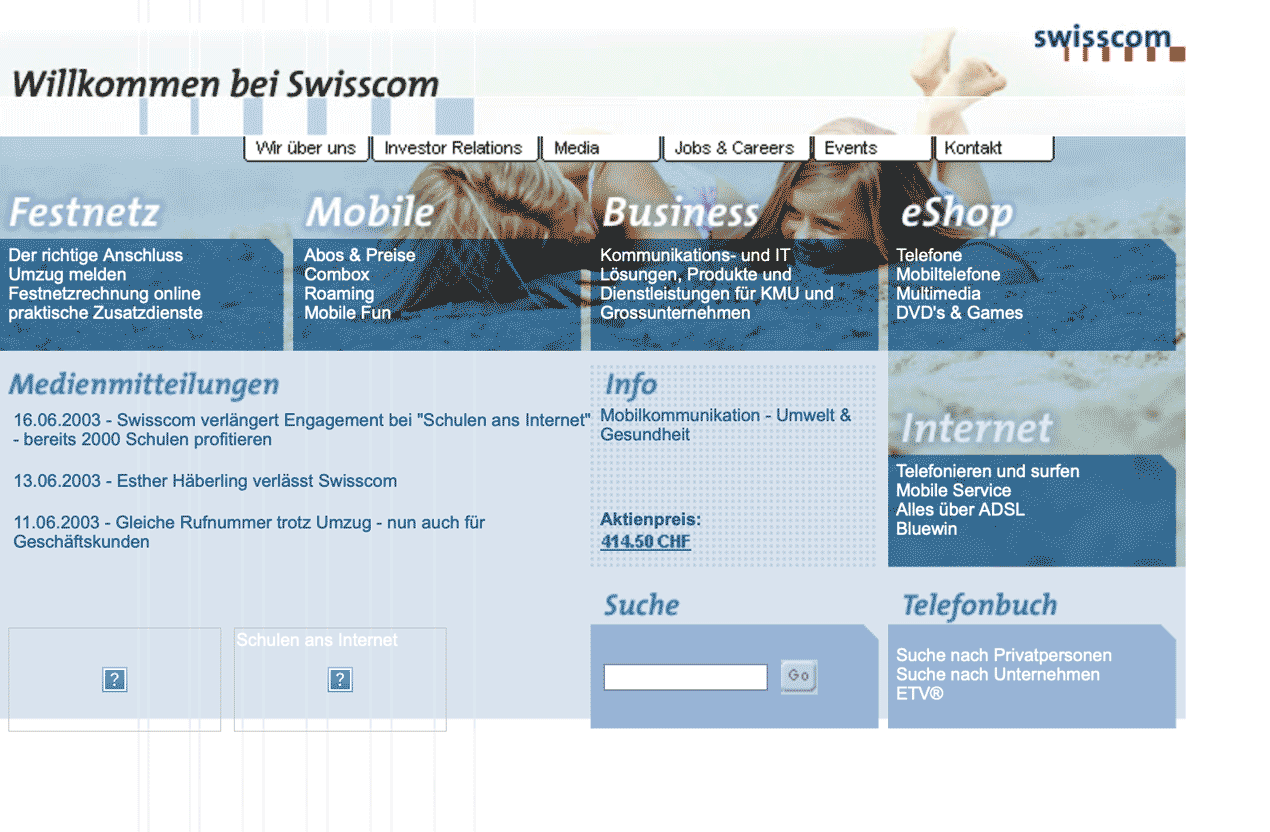 swisscom
Willkommen bei Swisscom
Wir über uns
Investor Relations
Media
Jobs & Careers
Events
Kontakt
Festnetz
Der richtige Anschluss
Umzug melden
Festnetzrechnung online
praktische Zusatzdienste
Mobile
Abos & Preise
Combox
Roaming
Mobile Fun
Business
Kommunikations- und IT
Lösungen, Produkte und
Dienstleistungen für KMU und
Grossunternehmen
eShop
Telefone
Mobiltelefone
Multimedia
DVD's & Games
Medienmitteilungen
16.06.2003 - Swisscom verlängert Engagement bei "Schulen ans Internet"
- bereits 2000 Schulen profitieren
13.06.2003 - Esther Häberling verlässt Swisscom
11.06.2003 - Gleiche Rufnummer trotz Umzug - nun auch für
Geschäftskunden
Info
Mobilkommunikation - Umwelt &
Gesundheit
Aktienpreis:
414.50 CHF
Internet
Telefonieren und surfen
Mobile Service
Alles über ADSL
Bluewin
Schulen ans Internet
Suche
Go
Telefonbuch
Suche nach Privatpersonen
Suche nach Unternehmen
ETV®